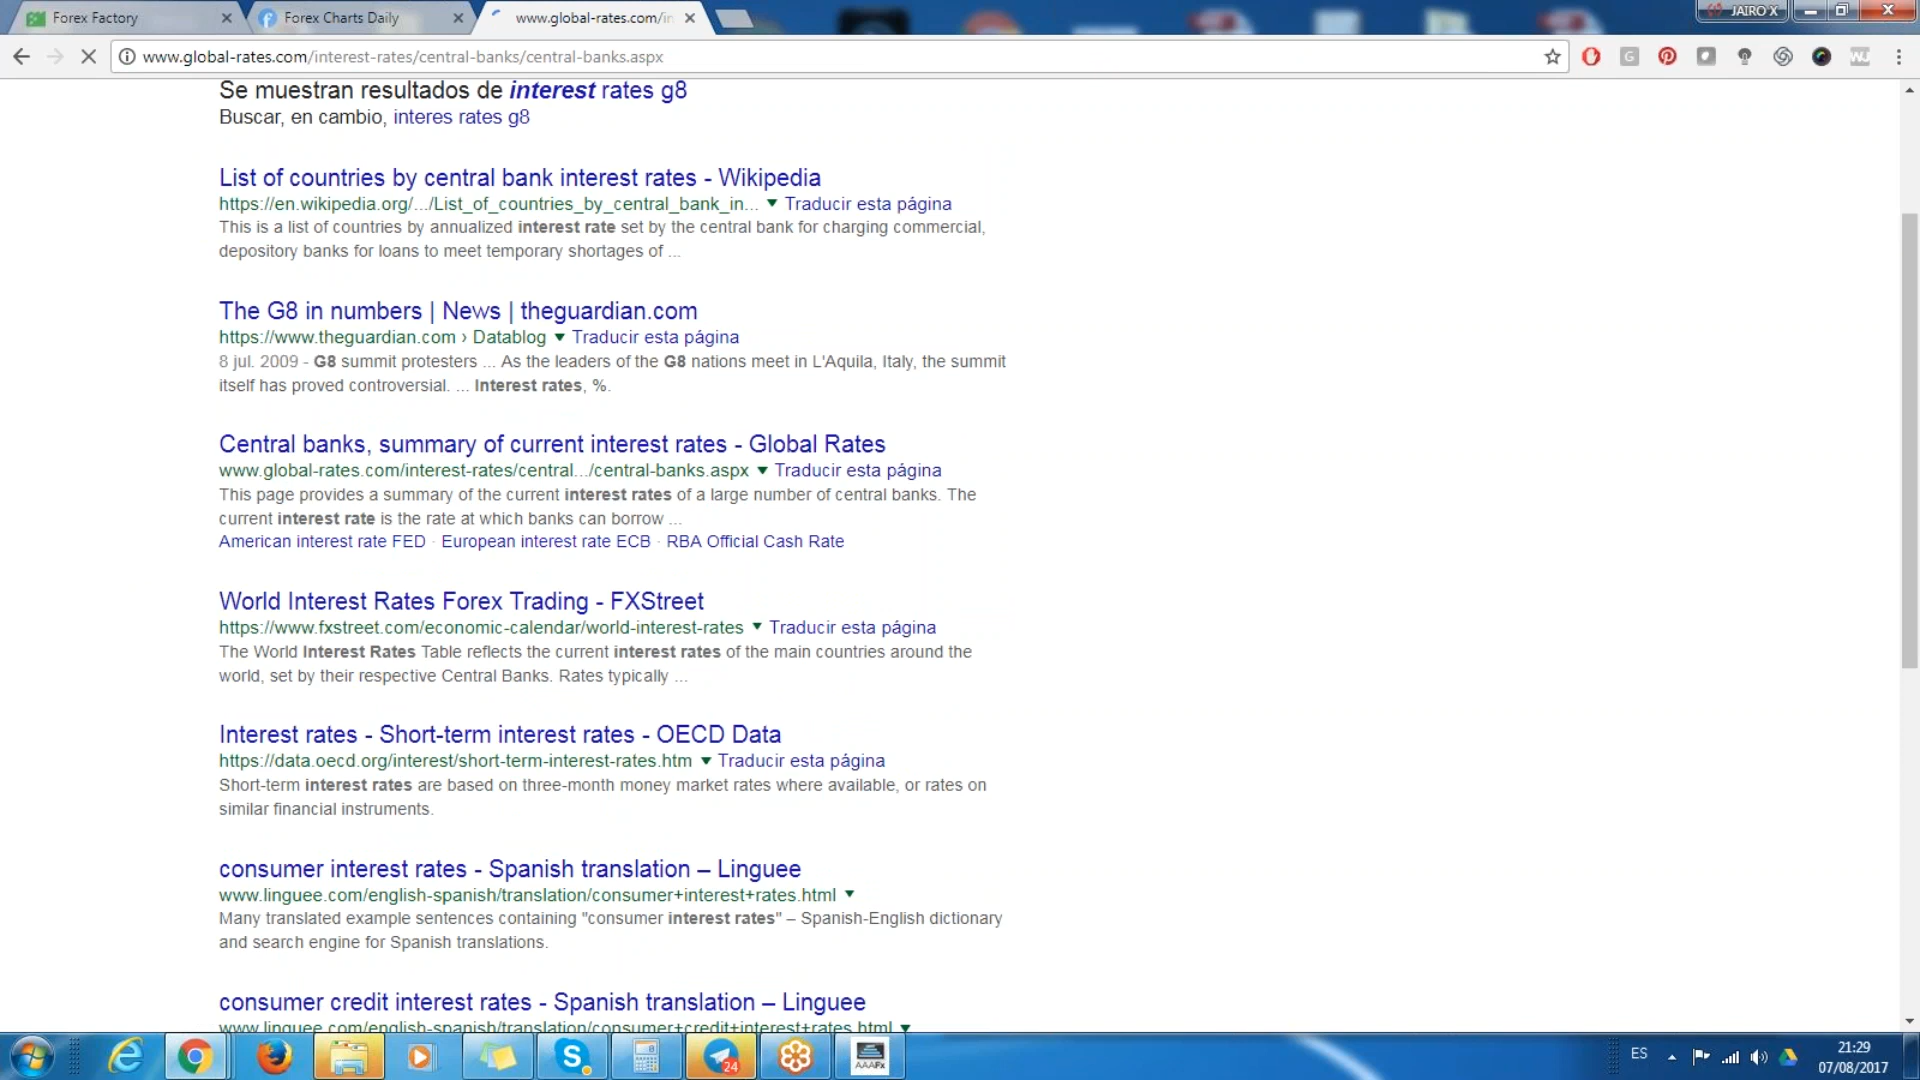 Forex Factory
Forex Charts Daily
www.global-rates.com/in
JAIRO X
www.global-rates.com/interest-rates/central-banks/central-banks.aspx
Se muestran resultados de interest rates g8
Buscar, en cambio, interes rates g8
List of countries by central bank interest rates - Wikipedia
https://en.wikipedia.org/.../List_of_countries_by_central_bank_in... ▼ Traducir esta página
This is a list of countries by annualized interest rate set by the central bank for charging commercial,
depository banks for loans to meet temporary shortages of ...
The G8 in numbers | News | theguardian.com
https://www.theguardian.com › Datablog ▼ Traducir esta página
8 jul. 2009 - G8 summit protesters ... As the leaders of the G8 nations meet in L'Aquila, Italy, the summit
itself has proved controversial. ... Interest rates, %.
Central banks, summary of current interest rates - Global Rates
www.global-rates.com/interest-rates/central.../central-banks.aspx ▼ Traducir esta página
This page provides a summary of the current interest rates of a large number of central banks. The
current interest rate is the rate at which banks can borrow ...
American interest rate FED · European interest rate ECB · RBA Official Cash Rate
World Interest Rates Forex Trading - FXStreet
https://www.fxstreet.com/economic-calendar/world-interest-rates ▼ Traducir esta página
The World Interest Rates Table reflects the current interest rates of the main countries around the
world, set by their respective Central Banks. Rates typically ...
Interest rates - Short-term interest rates - OECD Data
https://data.oecd.org/interest/short-term-interest-rates.htm ▼ Traducir esta página
Short-term interest rates are based on three-month money market rates where available, or rates on
similar financial instruments.
consumer interest rates - Spanish translation – Linguee
www.linguee.com/english-spanish/translation/consumer+interest+rates.html ▼
Many translated example sentences containing "consumer interest rates" – Spanish-English dictionary
and search engine for Spanish translations.
consumer credit interest rates - Spanish translation – Linguee
www.linguee.com/english-spanish/translation/consumer+credit+interest+rates.html ▼
24
AAAFx
ES
21:29
07/08/2017